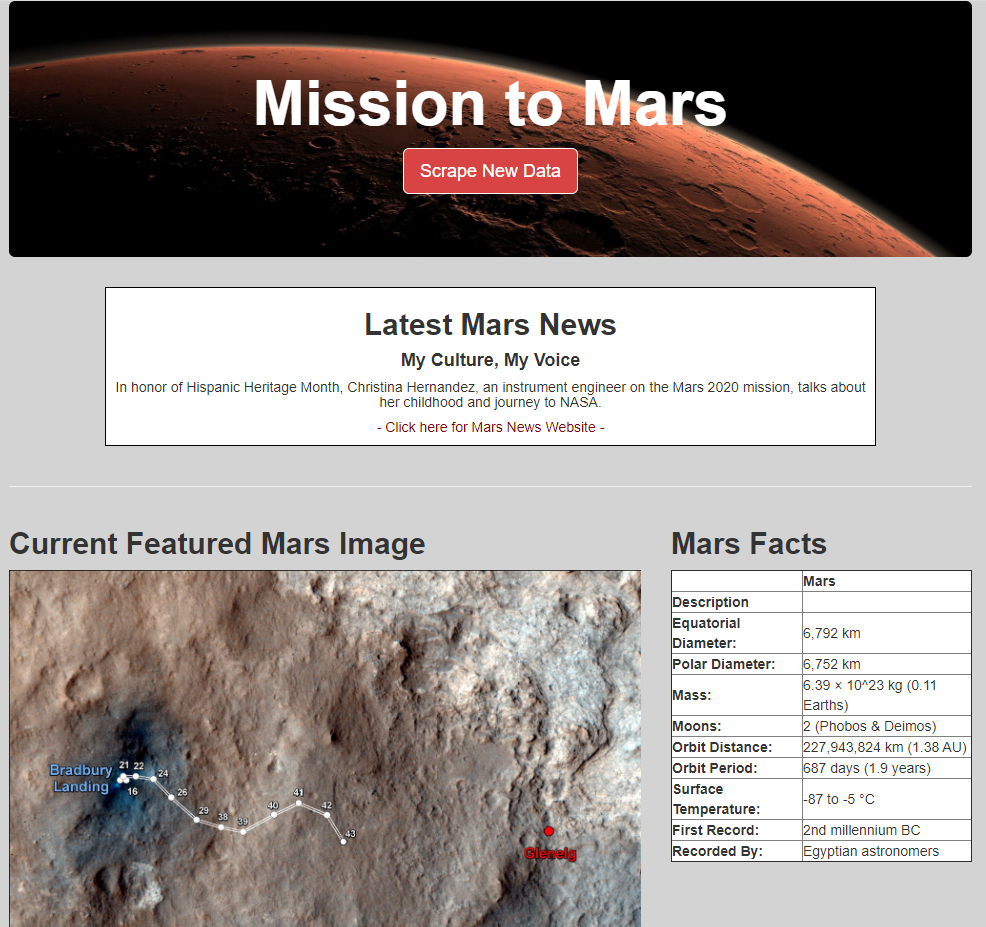 Mission to Mars
Scrape New Data
Latest Mars News
My Culture, My Voice
In honor of Hispanic Heritage Month, Christina Hernandez, an instrument engineer on the Mars 2020 mission, talks about
her childhood and journey to NASA.
- Click here for Mars News Website -
Current Featured Mars Image
Bradbury
Landing
21 22 24
16 26
29 38 39 40 41 42 43
Glenelg
Mars Facts
Mars
Description
Equatorial
Diameter: 6,792 km
Polar Diameter: 6,752 km
Mass: 6.39 × 10^23 kg (0.11
Earths)
Moons: 2 (Phobos & Deimos)
Orbit Distance: 227,943,824 km (1.38 AU)
Orbit Period: 687 days (1.9 years)
Surface
Temperature: -87 to -5 °C
First Record: 2nd millennium BC
Recorded By: Egyptian astronomers